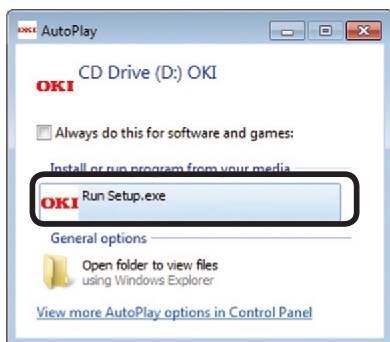 OKI AutoPlay
CD Drive (D:) OKI
OKI
Always do this for software and games:
Install or run program from your media
OKI Run Setup.exe
General options
Open folder to view files
using Windows Explorer
View more AutoPlay options in Control Panel